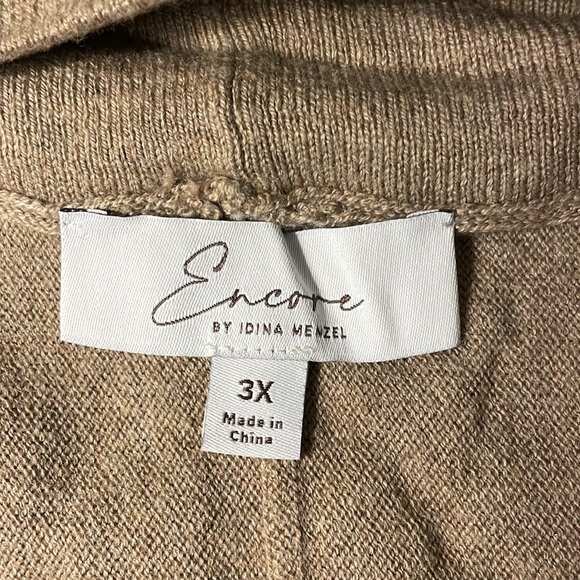 Encore
BY IDINA MENZEL
3X
Made in
China